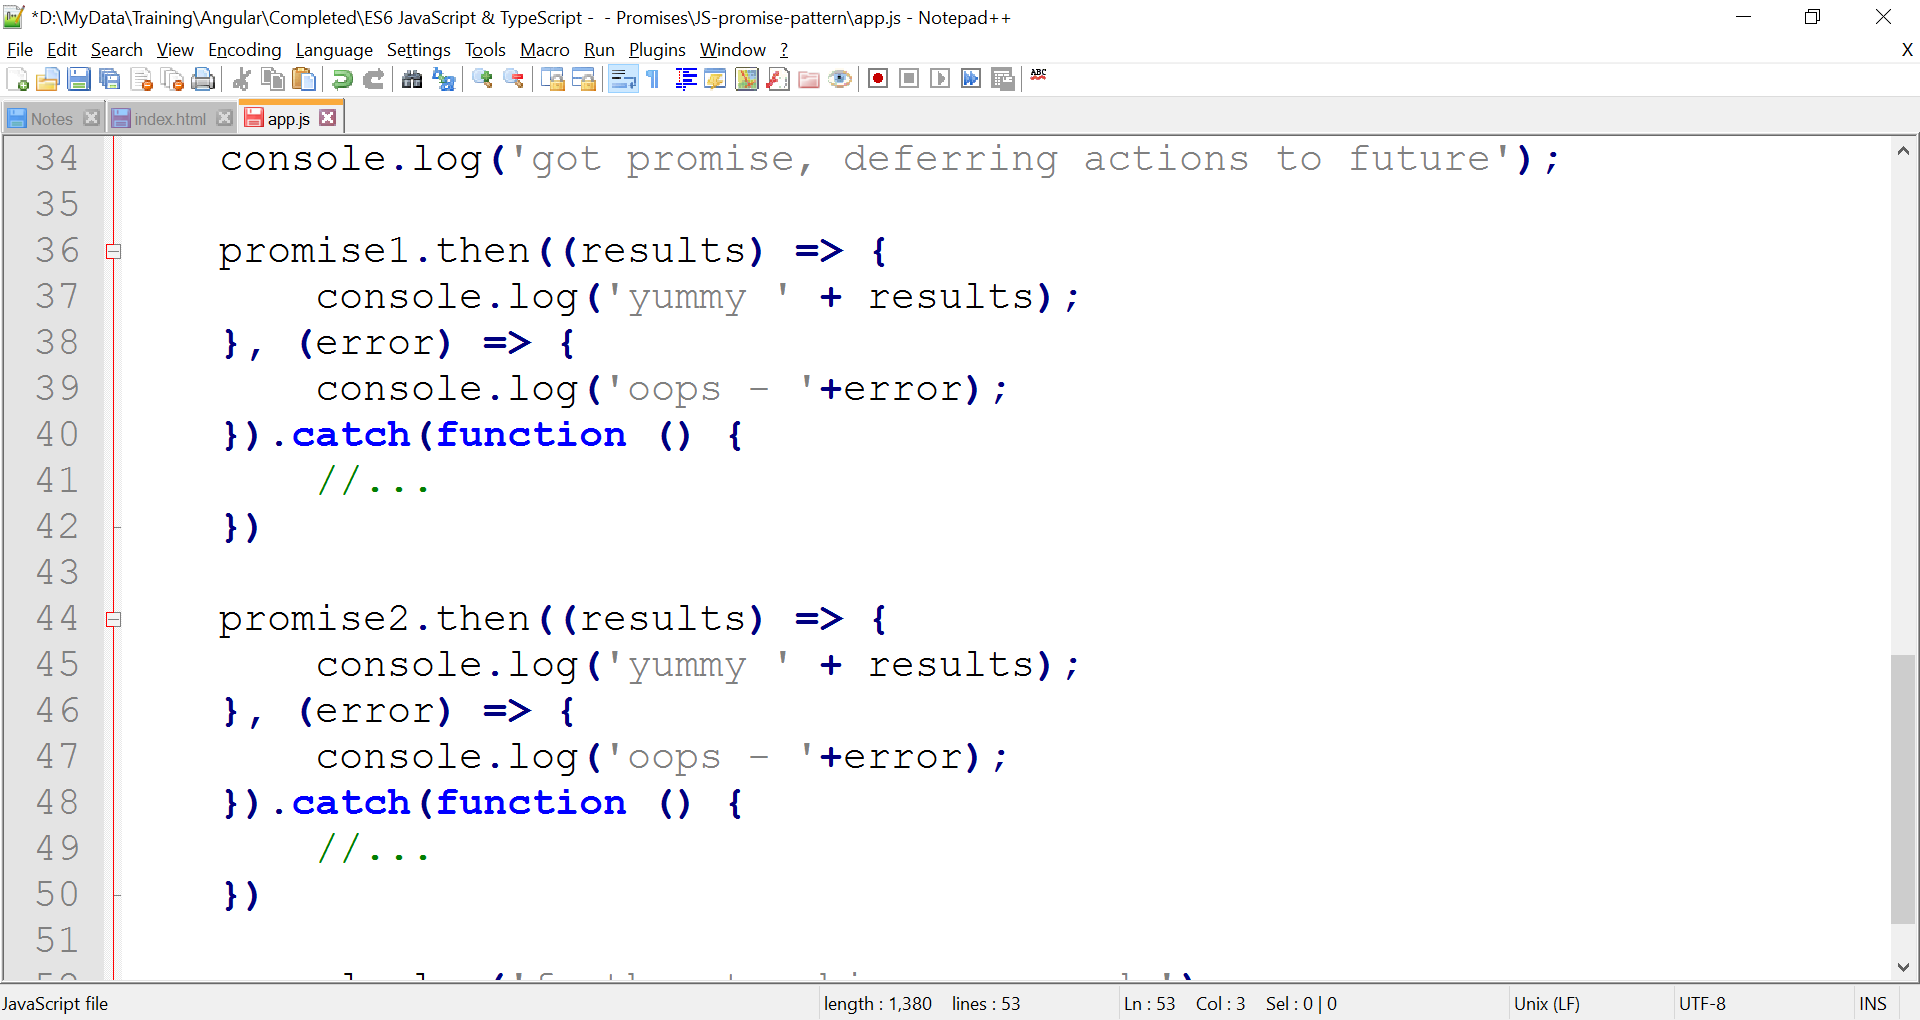 *D:\MyData\Training\Angular\Completed\ES6 JavaScript & TypeScript - - Promises\JS-promise-pattern\app.js - Notepad++
File Edit Search View Encoding Language Settings Tools Macro Run Plugins Window ? X
ABC
Notes index.html app.js
34 console.log('got promise, deferring actions to future');
35
36 promise1.then((results) => {
37 console.log('yummy ' + results);
38 }, (error) => {
39 console.log('oops - '+error);
40 }).catch(function () {
41 //...
42 })
43
44 promise2.then((results) => {
45 console.log('yummy ' + results);
46 }, (error) => {
47 console.log('oops - '+error);
48 }).catch(function () {
49 //...
50 })
51
JavaScript file length : 1,380 lines : 53 Ln : 53 Col : 3 Sel : 0 | 0 Unix (LF) UTF-8 INS